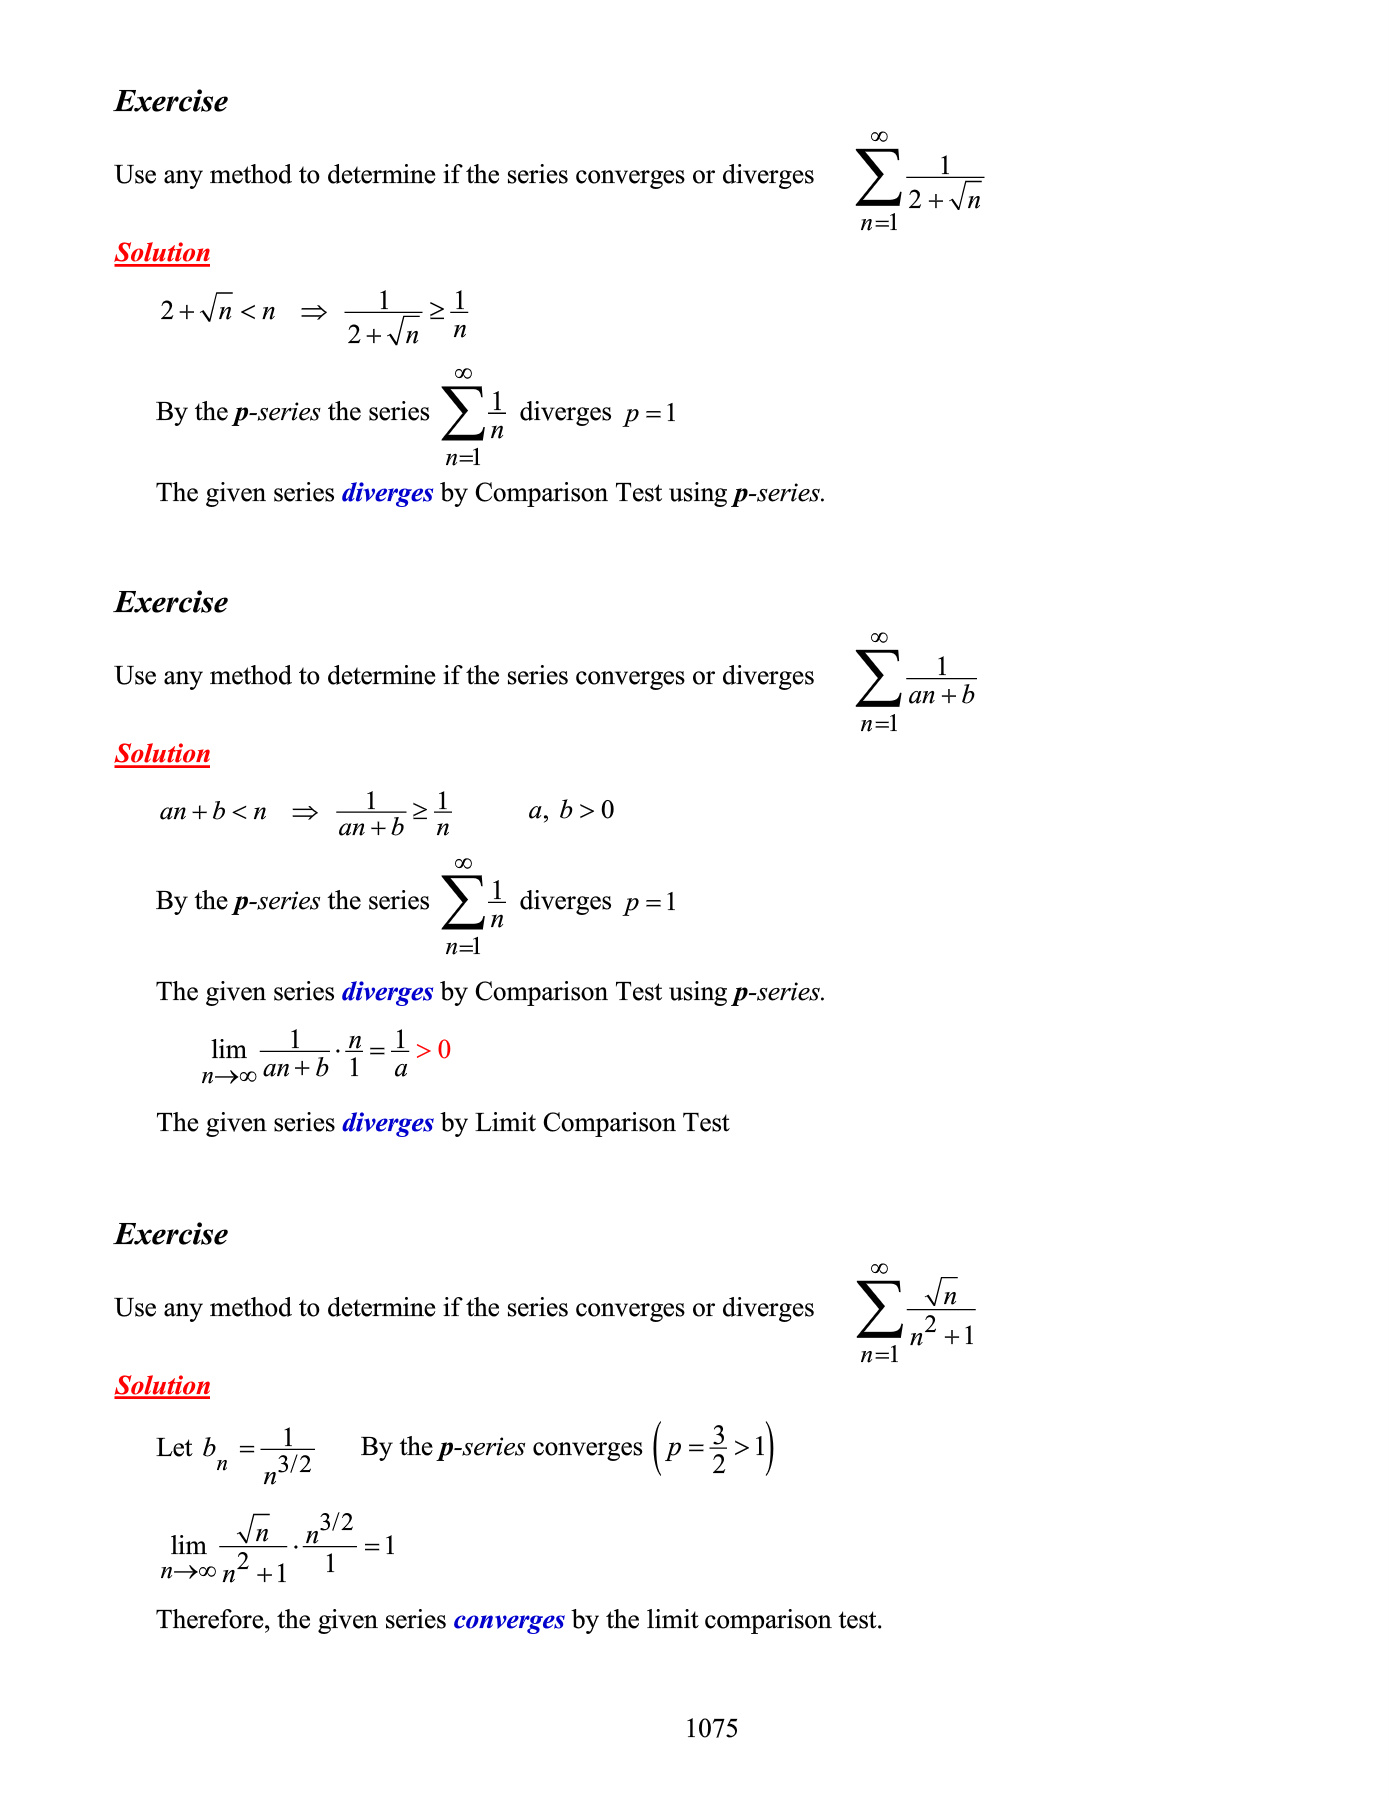 Exercise
Use any method to determine if the series converges or diverges $\sum_{n=1}^{\infty} \frac{1}{2+\sqrt{n}}$
Solution
$2+\sqrt{n} < n \Rightarrow \frac{1}{2+\sqrt{n}} \geq \frac{1}{n}$
By the p-series the series $\sum_{n=1}^{\infty} \frac{1}{n}$ diverges $p=1$
The given series diverges by Comparison Test using p-series.
Exercise
Use any method to determine if the series converges or diverges $\sum_{n=1}^{\infty} \frac{1}{an+b}$
Solution
$an+b < n \Rightarrow \frac{1}{an+b} \geq \frac{1}{n}$ $a, b > 0$
By the p-series the series $\sum_{n=1}^{\infty} \frac{1}{n}$ diverges $p=1$
The given series diverges by Comparison Test using p-series.
$\lim_{n \to \infty} \frac{1}{an+b} \cdot \frac{n}{1} = \frac{1}{a} > 0$
The given series diverges by Limit Comparison Test
Exercise
Use any method to determine if the series converges or diverges $\sum_{n=1}^{\infty} \frac{\sqrt{n}}{n^2+1}$
Solution
Let $b_n = \frac{1}{n^{3/2}}$ By the p-series converges $\left(p=\frac{3}{2}>1\right)$
$\lim_{n \to \infty} \frac{\sqrt{n}}{n^2+1} \cdot \frac{n^{3/2}}{1} = 1$
Therefore, the given series converges by the limit comparison test.
1075